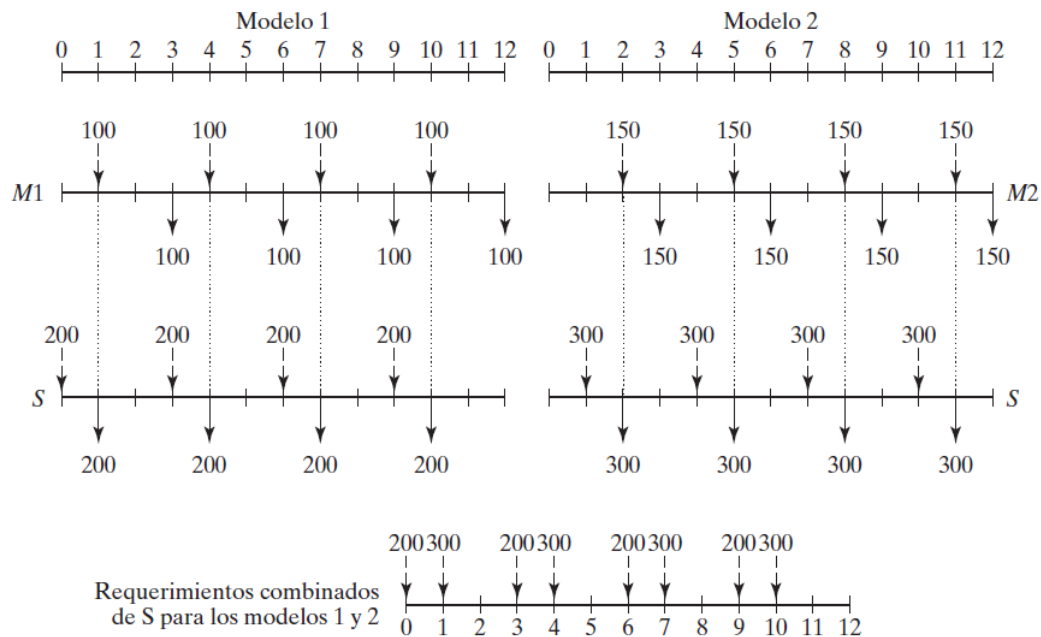 Modelo 1 Modelo 2
0 1 2 3 4 5 6 7 8 9 10 11 12 0 1 2 3 4 5 6 7 8 9 10 11 12
100 100 100 100 150 150 150 150
M1 M2
100 100 100 100 150 150 150 150
200 200 200 200 300 300 300 300
S S
200 200 200 200 300 300 300 300
200 300 200 300 200 300 200 300
Requerimientos combinados
de S para los modelos 1 y 2
0 1 2 3 4 5 6 7 8 9 10 11 12